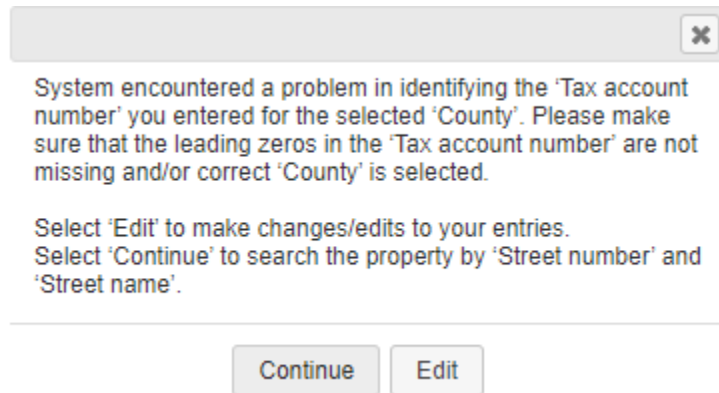 System encountered a problem in identifying the ‘Tax account
number’ you entered for the selected ‘County’. Please make
sure that the leading zeros in the ‘Tax account number’ are not
missing and/or correct ‘County’ is selected.
Select ‘Edit’ to make changes/edits to your entries.
Select ‘Continue’ to search the property by ‘Street number’ and
‘Street name’.
Continue Edit